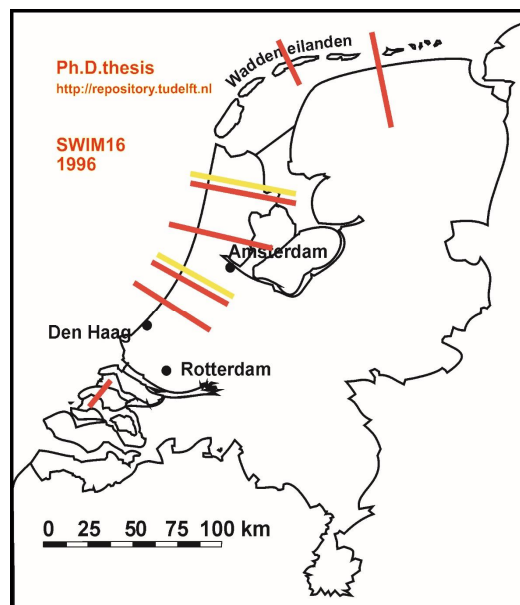 Waddeneilanden
Ph.D.thesis
http://repository.tudelft.nl
SWIM16
1996
Amsterdam
Den Haag
Rotterdam
0 25 50 75 100 km